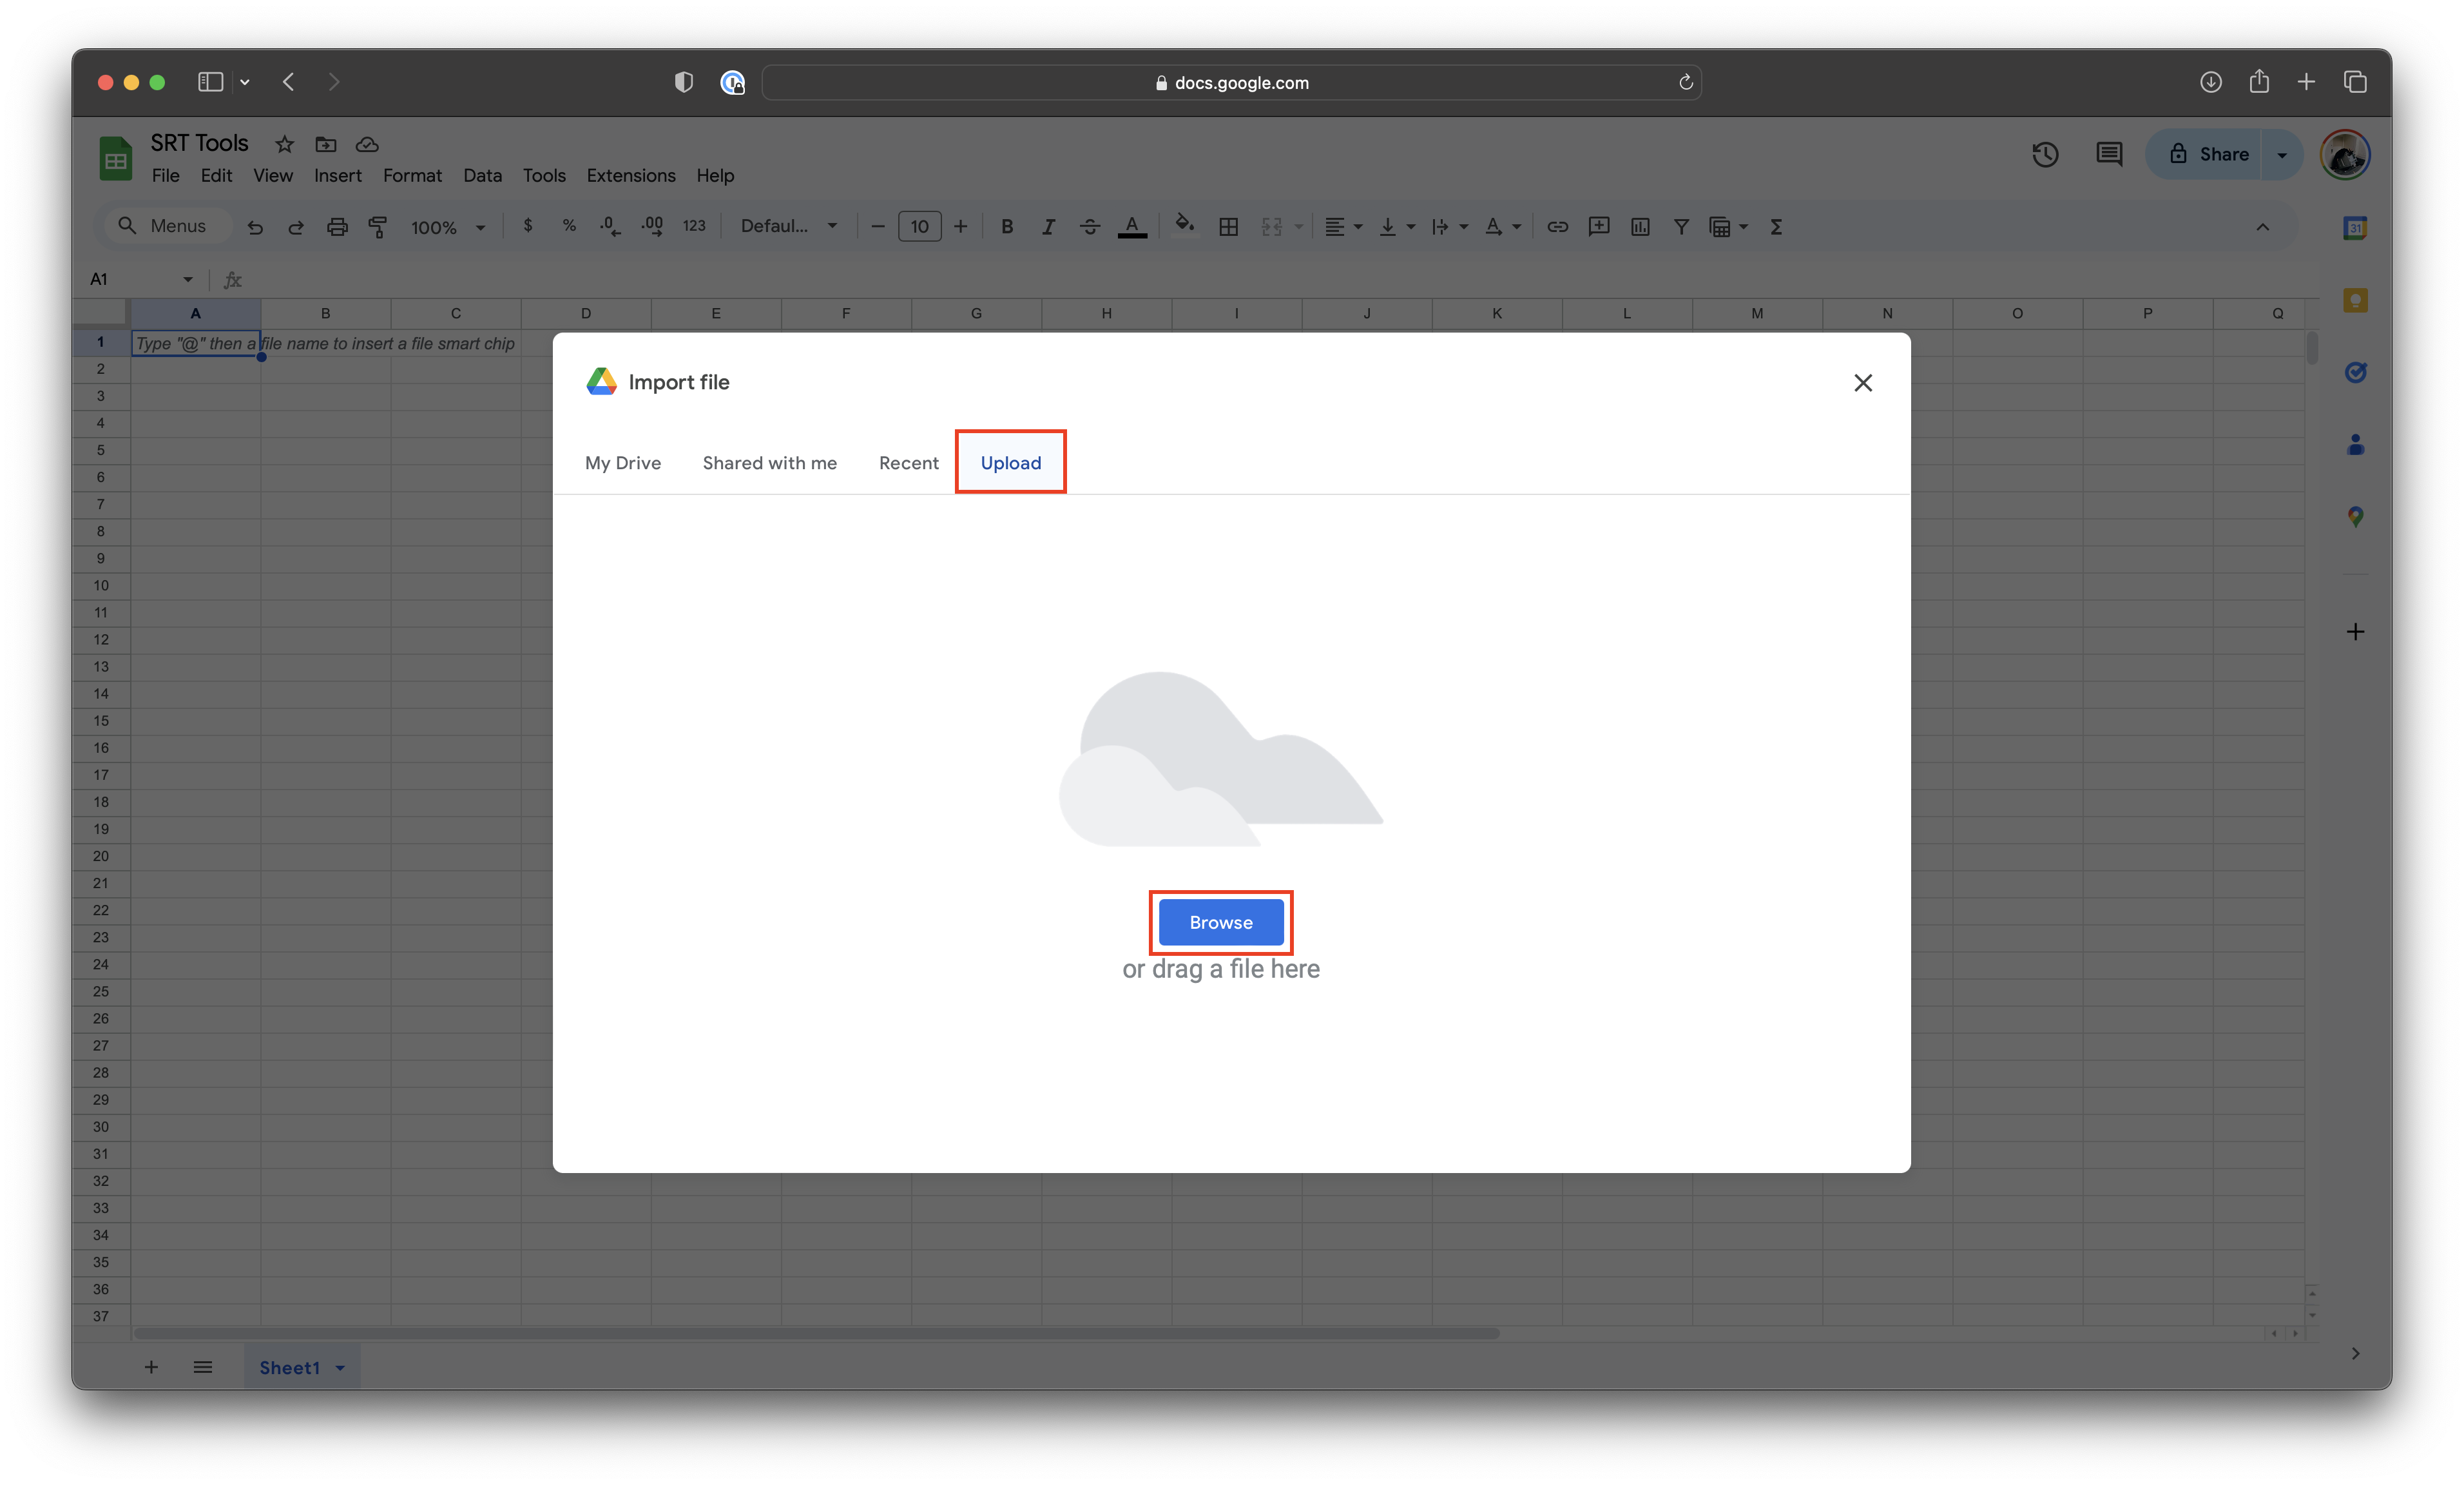 docs.google.com
SRT Tools
File Edit View Insert Format Data Tools Extensions Help
Share
Menus 100% $ % .0 .00 123 Defaul... 10 B I A A Σ
31
A1 fx
A B C D E F G H I J K L M N O P Q
1 Type "@" then a file name to insert a file smart chip
2
3
4
5
6
7
8
9
10
11
12
13
14
15
16
17
18
19
20
21
22
23
24
25
26
27
28
29
30
31
32
33
34
35
36
37
Import file
My Drive Shared with me Recent Upload
Browse
or drag a file here
Sheet1